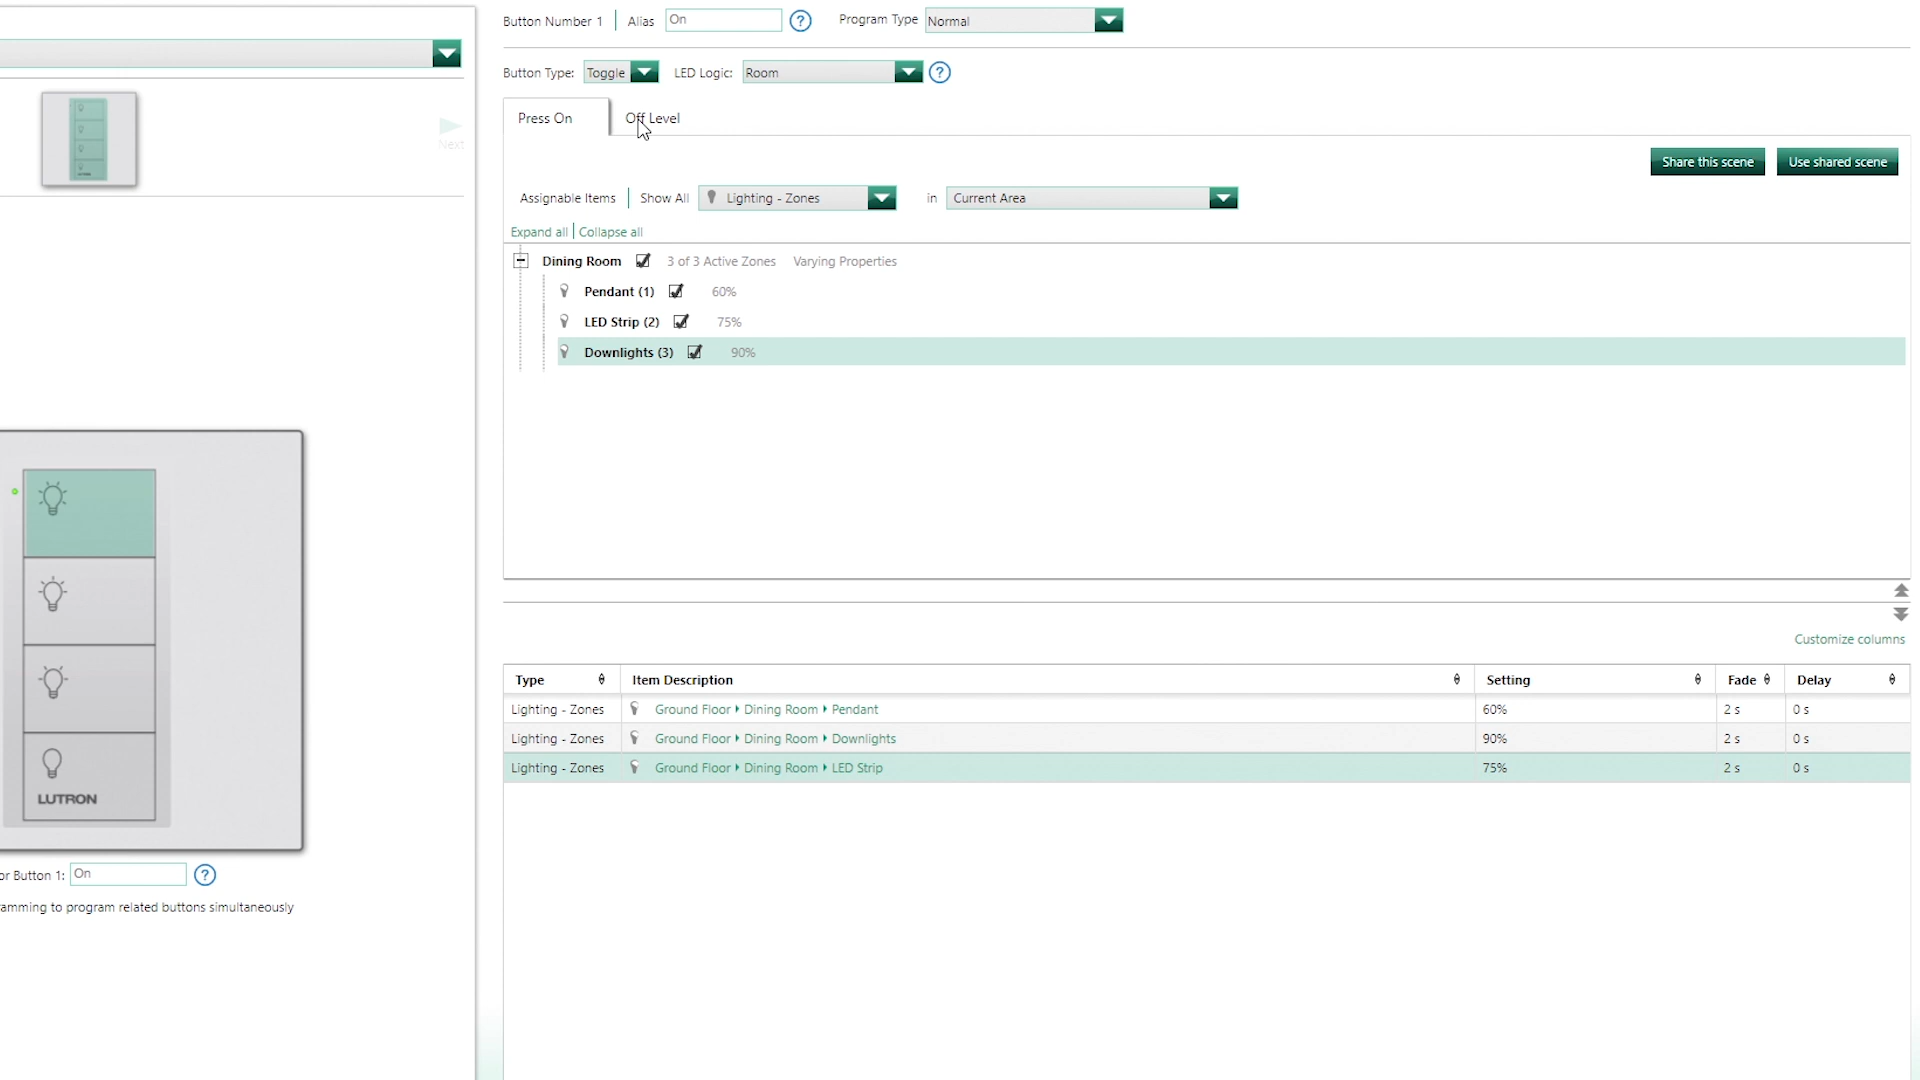 Button Number 1 | Alias On ? Program Type Normal
Button Type: Toggle LED Logic: Room ?
Press On Off Level
Next
Share this scene Use shared scene
Assignable Items | Show All Lighting - Zones in Current Area
Expand all | Collapse all
Dining Room 3 of 3 Active Zones Varying Properties
Pendant (1) 60%
LED Strip (2) 75%
Downlights (3) 90%
LUTRON
or Button 1: On ?
amming to program related buttons simultaneously
Customize columns
Type Item Description Setting Fade Delay
Lighting - Zones Ground Floor Dining Room Pendant 60% 2 s 0 s
Lighting - Zones Ground Floor Dining Room Downlights 90% 2 s 0 s
Lighting - Zones Ground Floor Dining Room LED Strip 75% 2 s 0 s